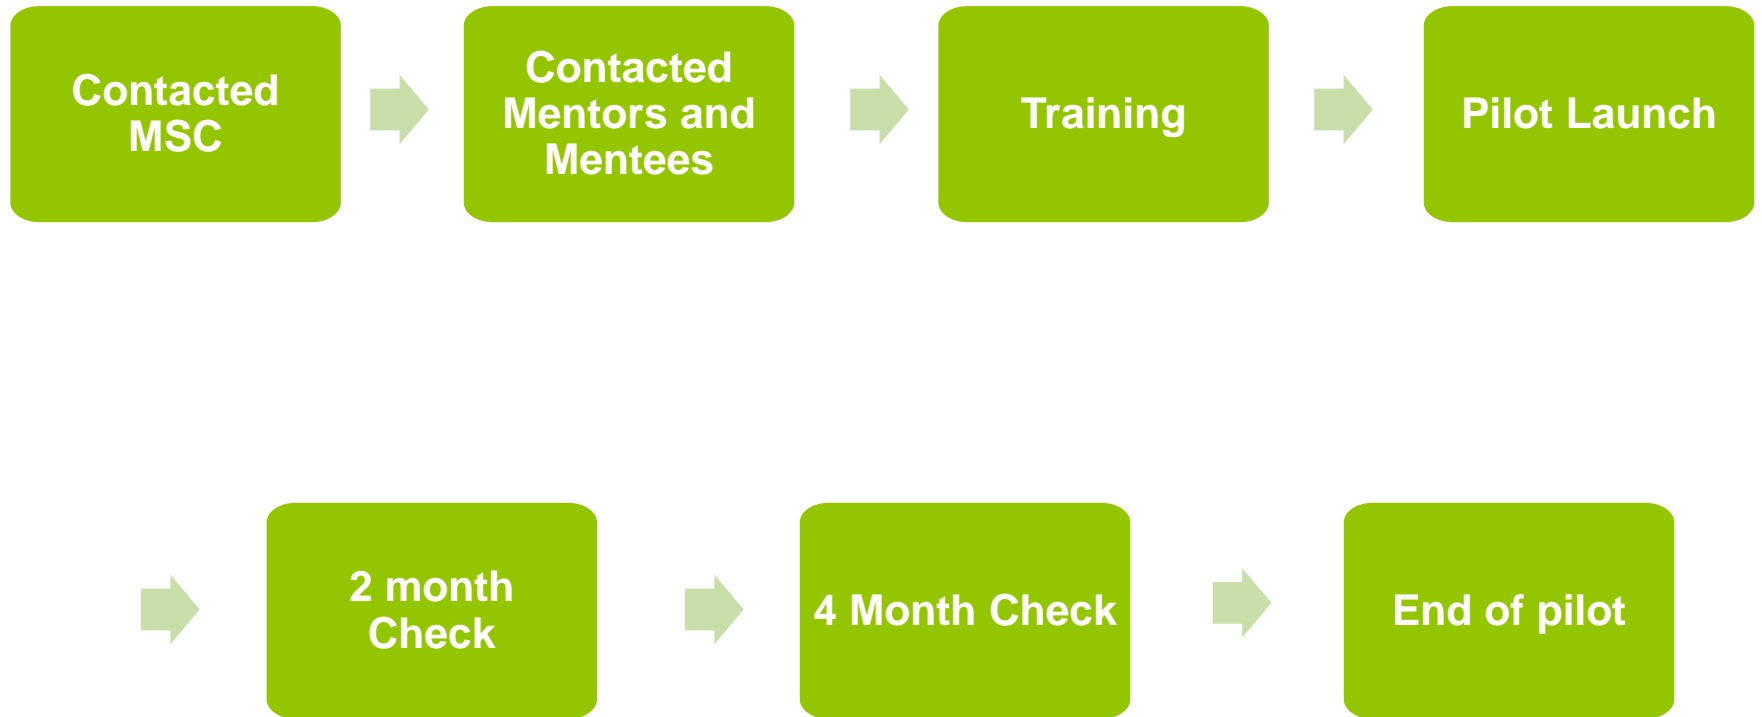 Contacted
MSC
Contacted
Mentors and
Mentees
Training
Pilot Launch
2 month
Check
4 Month Check
End of pilot